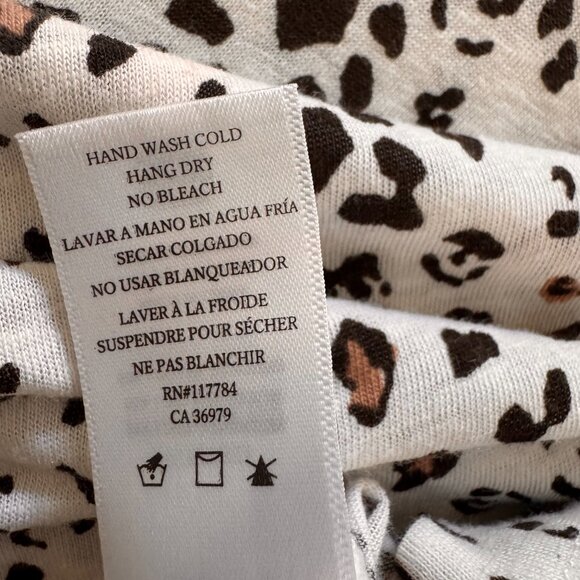 HAND WASH COLD
HANG DRY
NO BLEACH
LAVAR A MANO EN AGUA FRÍA
SECAR COLGADO
NO USAR BLANQUEADOR
LAVER À LA FROIDE
SUSPENDRE POUR SÉCHER
NE PAS BLANCHIR
RN#117784
CA 36979